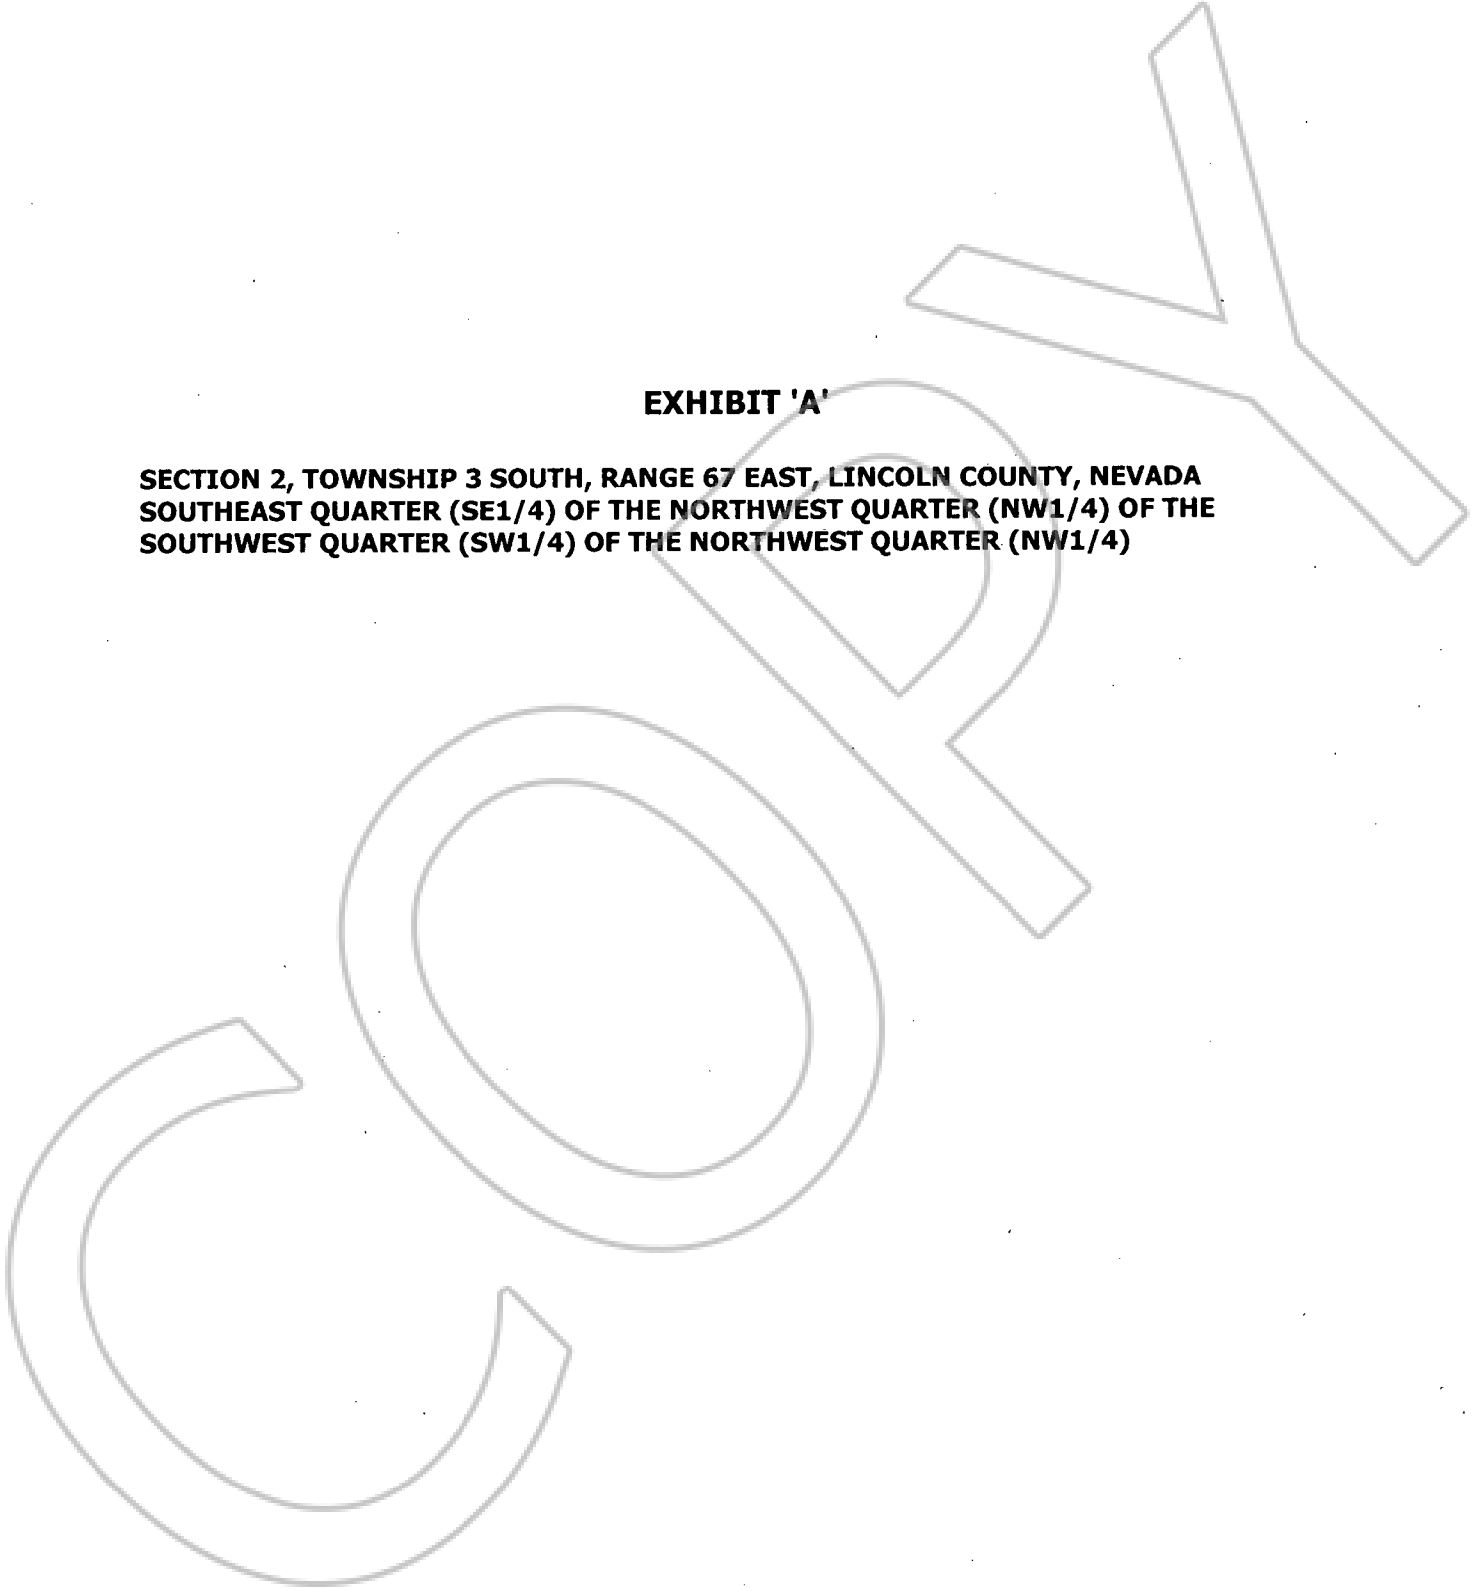 EXHIBIT 'A'
SECTION 2, TOWNSHIP 3 SOUTH, RANGE 67 EAST, LINCOLN COUNTY, NEVADA
SOUTHEAST QUARTER (SE1/4) OF THE NORTHWEST QUARTER (NW1/4) OF THE
SOUTHWEST QUARTER (SW1/4) OF THE NORTHWEST QUARTER (NW1/4)
COPY